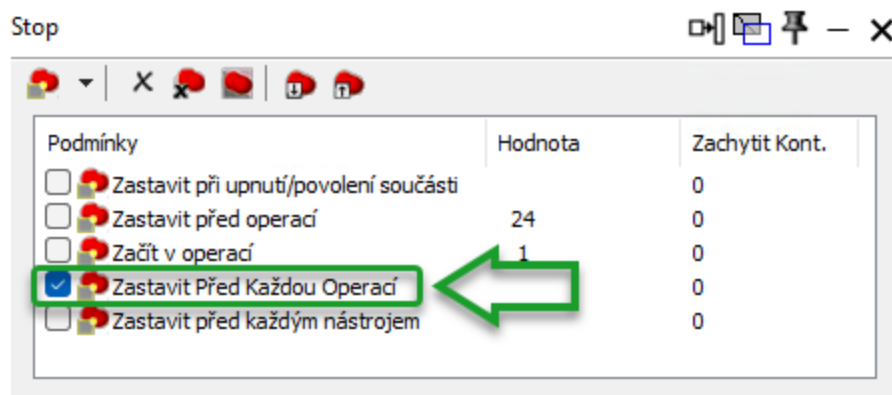 Stop
Podmínky Hodnota Zachytit Kont.
Zastavit při upnutí/povolení součásti 0
Zastavit před operací 24 0
Začít v operací 1 0
Zastavit Před Každou Operací 0
Zastavit před každým nástrojem 0